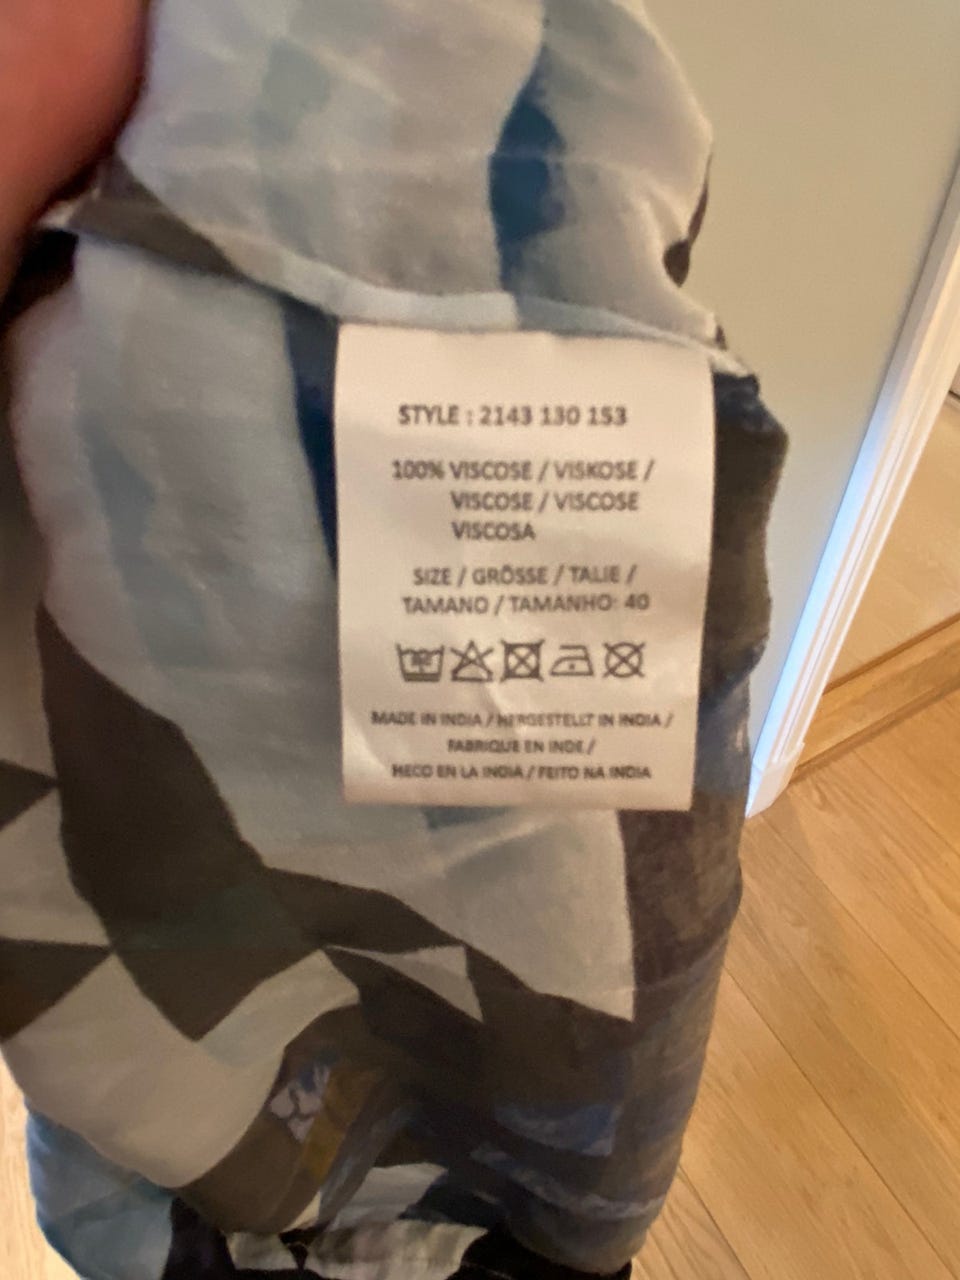 STYLE : 2143 130 153
100% VISCOSE / VISKOSE /
VISCOSE / VISCOSE
VISCOSA
SIZE / GRÖSSE / TALIE /
TAMANO / TAMANHO: 40
MADE IN INDIA / HERGESTELLT IN INDIA /
FABRIQUE EN INDE /
HECO EN LA INDIA / FEITO NA INDIA